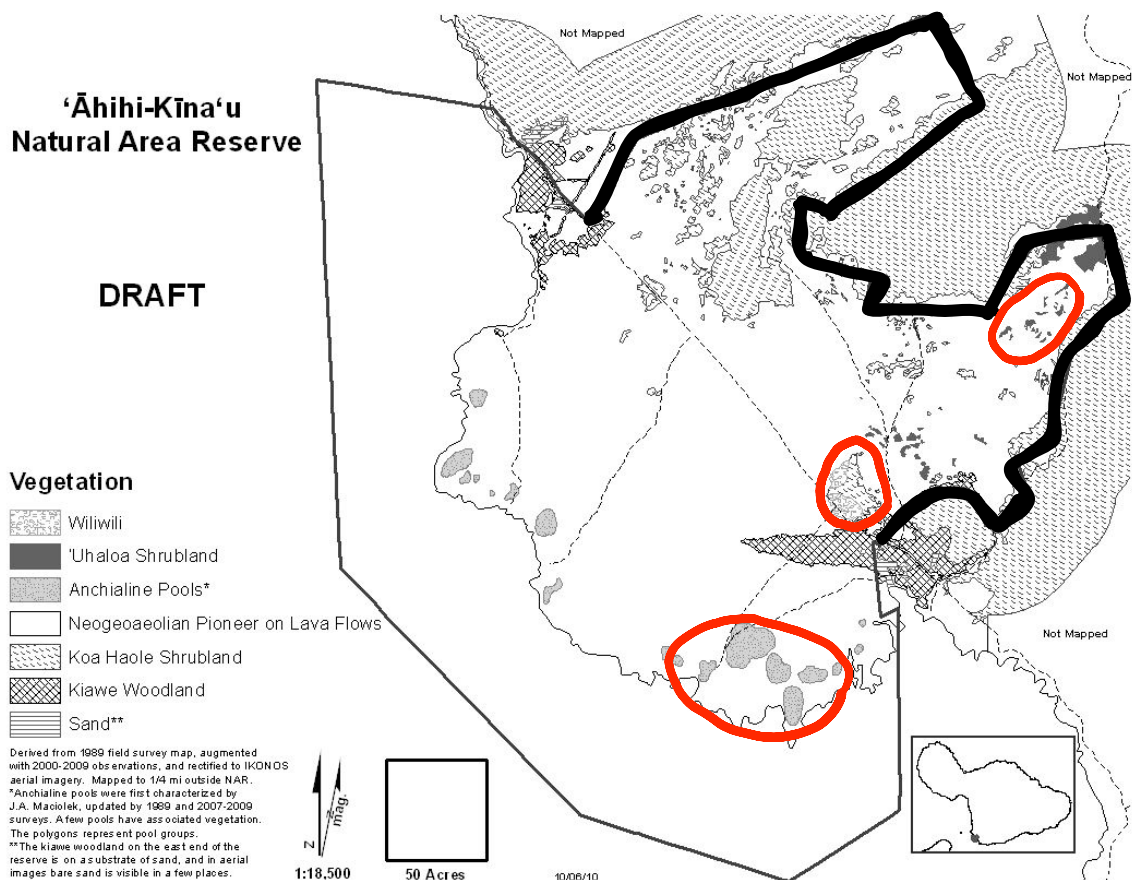 ‘Āhihi-Kīna‘u
Natural Area Reserve
DRAFT
Not Mapped
Not Mapped
Not Mapped
Vegetation
Wiliwili
'Uhaloa Shrubland
Anchialine Pools*
Neogeoaeolian Pioneer on Lava Flows
Koa Haole Shrubland
Kiawe Woodland
Sand**
Derived from 1989 field survey map, augmented
with 2000-2009 observations, and rectified to IKONOS
aerial imagery. Mapped to 1/4 mi outside NAR.
*Anchialine pools were first characterized by
J.A. Maciolek, updated by 1989 and 2007-2009
surveys. A few pools have associated vegetation.
The polygons represent pool groups.
**The kiawe woodland on the east end of the
reserve is on a substrate of sand, and in aerial
images bare sand is visible in a few places.
N
mag.
1:18,500
50 Acres
10/06/10